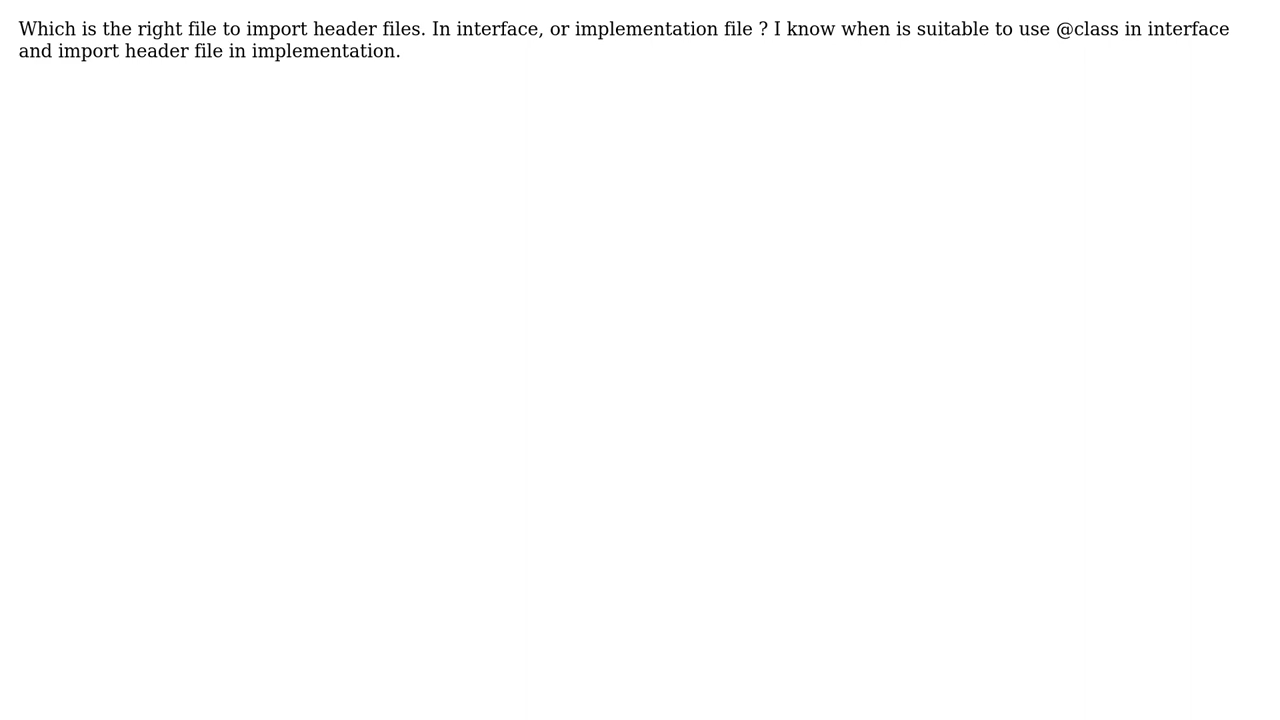 Which is the right file to import header files. In interface, or implementation file ? I know when is suitable to use @class in interface
and import header file in implementation.